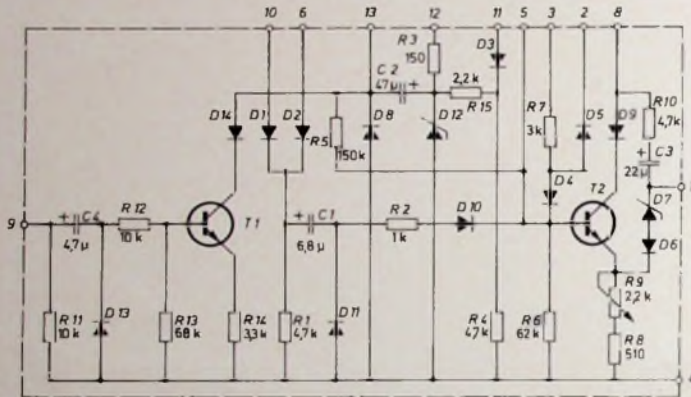 10 6 13 12 11 5 3 2 8
R3
150
D3
C2
47µ +
2,2k
R15
R7
3k
D5
D9
R10
4,7k
D14
D1
D2
R5
150k
D8
D12
+ C3
22µ
D4
T2
D7
D6
9
+ C4
4,7µ
R12
10k
T1
+ C1
6,8µ
R2
1k
D10
R9
2,2k
R11
10k
D13
R13
68k
R14
3,3k
R1
4,7k
D11
R4
47k
R6
62k
R8
510